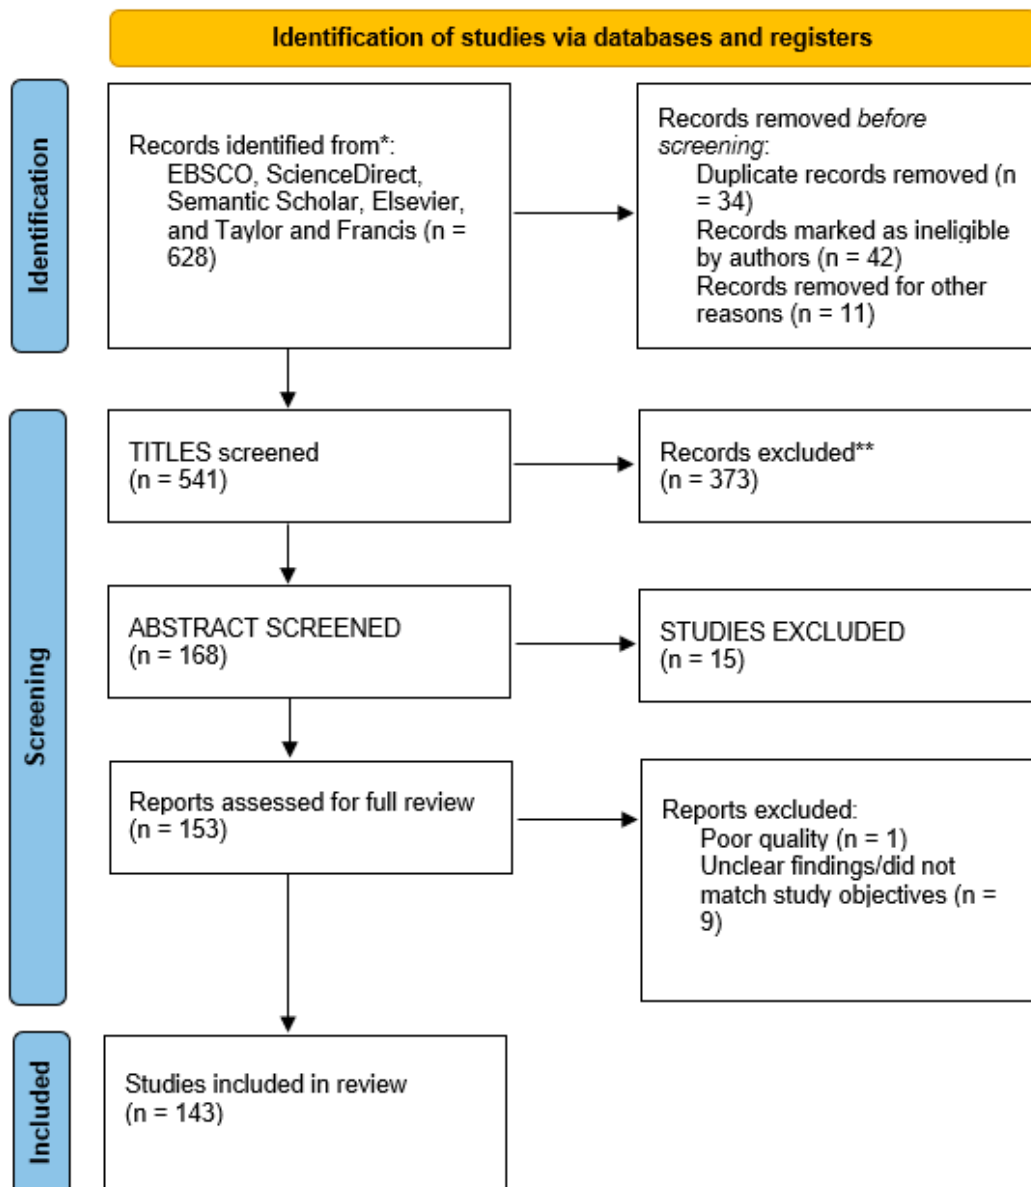 Identification of studies via databases and registers
Identification
Records identified from*:
EBSCO, ScienceDirect,
Semantic Scholar, Elsevier,
and Taylor and Francis (n =
628)
Records removed before
screening:
Duplicate records removed (n
= 34)
Records marked as ineligible
by authors (n = 42)
Records removed for other
reasons (n = 11)
Screening
TITLES screened
(n = 541)
Records excluded**
(n = 373)
ABSTRACT SCREENED
(n = 168)
STUDIES EXCLUDED
(n = 15)
Reports assessed for full review
(n = 153)
Reports excluded:
Poor quality (n = 1)
Unclear findings/did not
match study objectives (n =
9)
Included
Studies included in review
(n = 143)